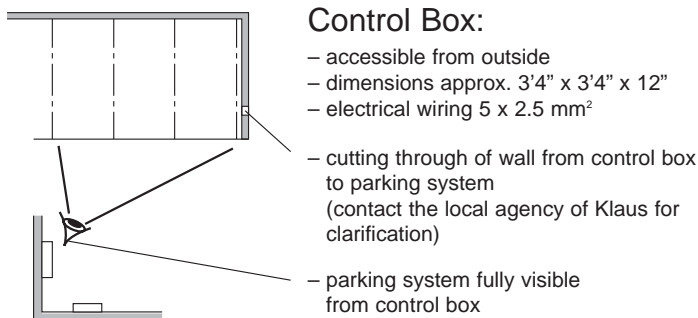 Control Box:
– accessible from outside
– dimensions approx. 3’4” x 3’4” x 12”
– electrical wiring 5 x 2.5 mm²
– cutting through of wall from control box
to parking system
(contact the local agency of Klaus for
clarification)
– parking system fully visible
from control box